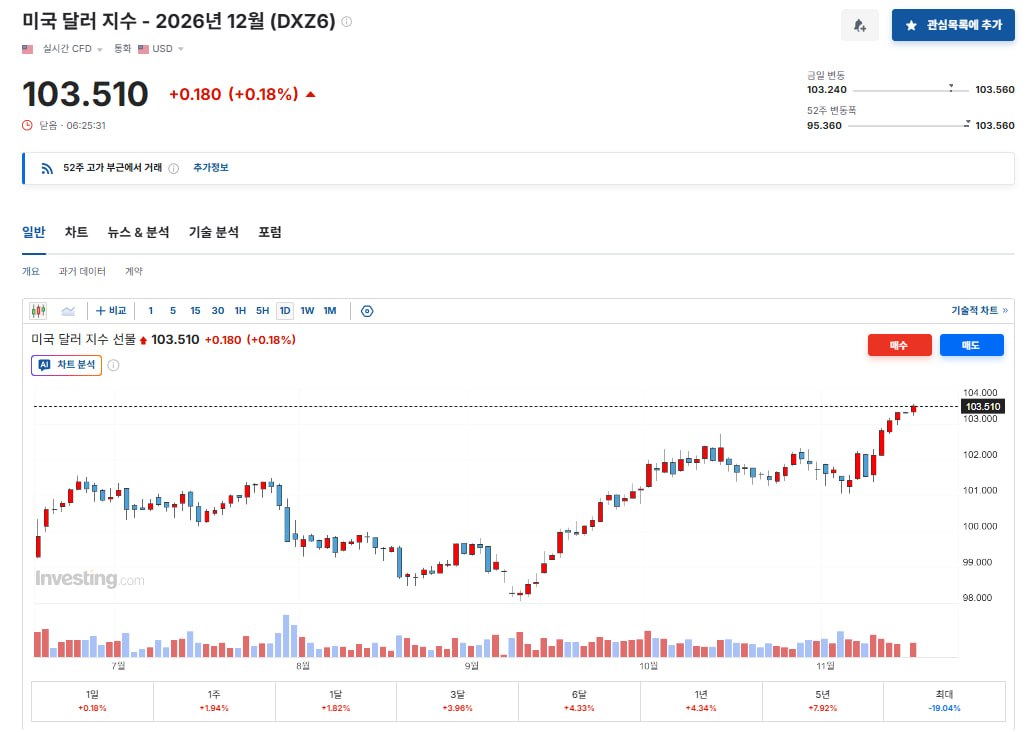 미국 달러 지수 - 2026년 12월 (DXZ6)
관심목록에 추가
실시간 CFD 통화 USD
103.510 +0.180 (+0.18%)
닫음 - 06:25:31
금일 변동
103.240 103.560
52주 변동폭
95.360 103.560
52주 고가 부근에서 거래 추가정보
일반 차트 뉴스 & 분석 기술 분석 포럼
개요 과거 데이터 계약
+ 비교 1 5 15 30 1H 5H 1D 1W 1M 기술적 차트 »
미국 달러 지수 선물 103.510 +0.180 (+0.18%)
매수 매도
AI 차트 분석
104.000
103.510
103.000
102.000
101.000
100.000
99.000
98.000
Investing.com
7월 8월 9월 10월 11월
1일 1주 1달 3달 6달 1년 5년 최대
+0.18% +1.94% +1.82% +3.96% +4.33% +4.34% +7.92% -19.04%